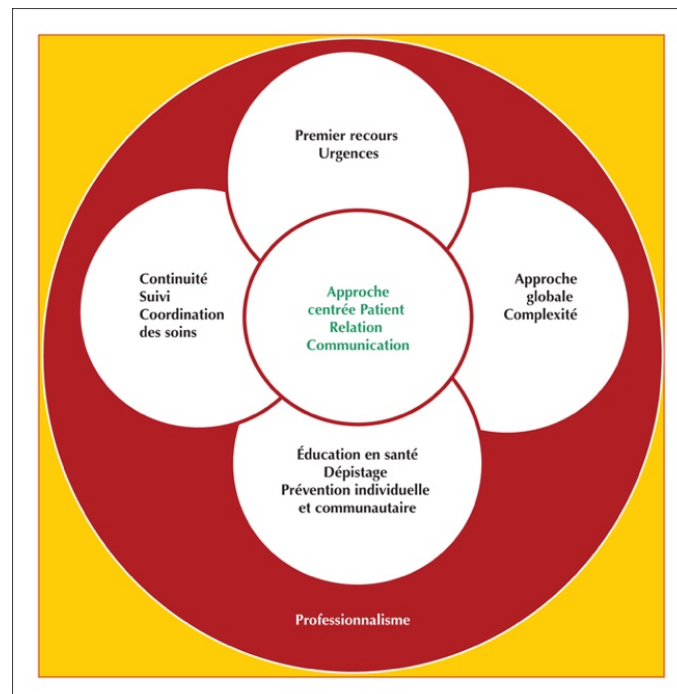 Premier recours
Urgences
Continuité
Suivi
Coordination
des soins
Approche
centrée Patient
Relation
Communication
Approche
globale
Complexité
Éducation en santé
Dépistage
Prévention individuelle
et communautaire
Professionnalisme